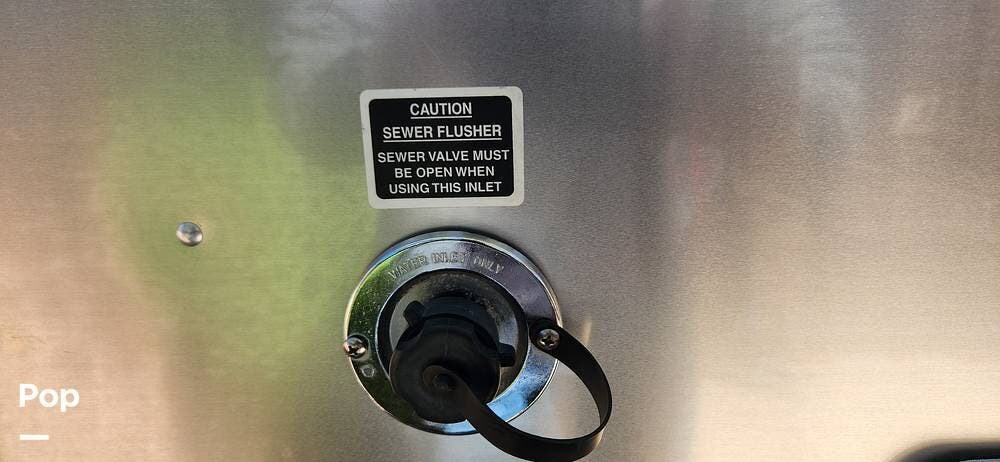 CAUTION
SEWER FLUSHER
SEWER VALVE MUST
BE OPEN WHEN
USING THIS INLET
WATER INLET ONLY
Pop